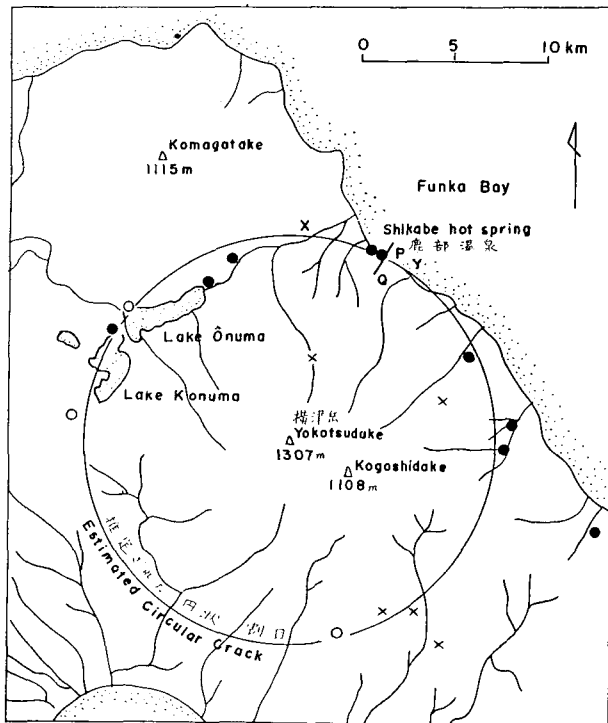 0 5 10 km
Komagatake
1115m
Funka Bay
X
Shikabe hot spring
鹿部温泉
P
Y
Q
Lake Ônuma
Lake Konuma
横津岳
Yokotsudake
1307m
Kogoshidake
1108m
推定された円状割目
Estimated Circular Crack